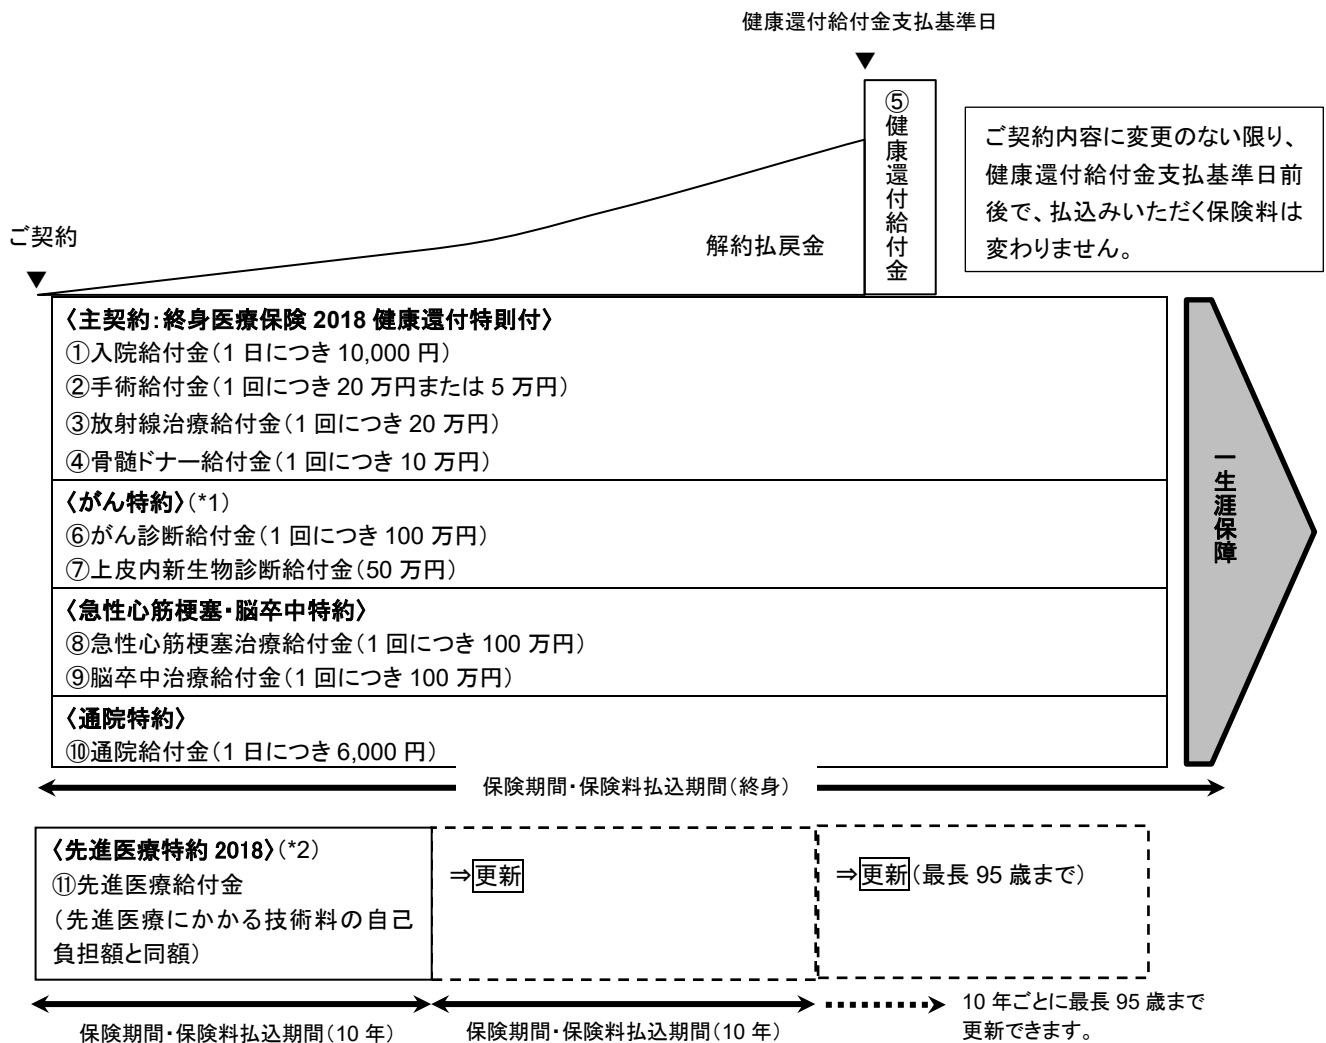 健康還付給付金支払基準日
▼
⑤健康還付給付金
ご契約内容に変更のない限り、
健康還付給付金支払基準日前
後で、払込みいただく保険料は
変わりません。
ご契約
▼
解約払戻金
〈主契約：終身医療保険 2018 健康還付特則付〉
①入院給付金（1 日につき 10,000 円）
②手術給付金（1 回につき 20 万円または 5 万円）
③放射線治療給付金（1 回につき 20 万円）
④骨髄ドナー給付金（1 回につき 10 万円）
〈がん特約〉（*1）
⑥がん診断給付金（1 回につき 100 万円）
⑦上皮内新生物診断給付金（50 万円）
〈急性心筋梗塞・脳卒中特約〉
⑧急性心筋梗塞治療給付金（1 回につき 100 万円）
⑨脳卒中治療給付金（1 回につき 100 万円）
〈通院特約〉
⑩通院給付金（1 日につき 6,000 円）
一生涯保障
保険期間・保険料払込期間（終身）
〈先進医療特約 2018〉（*2）
⑪先進医療給付金
（先進医療にかかる技術料の自己
負担額と同額）
⇒更新
⇒更新（最長 95 歳まで）
保険期間・保険料払込期間（10 年）
保険期間・保険料払込期間（10 年）
10 年ごとに最長 95 歳まで
更新できます。